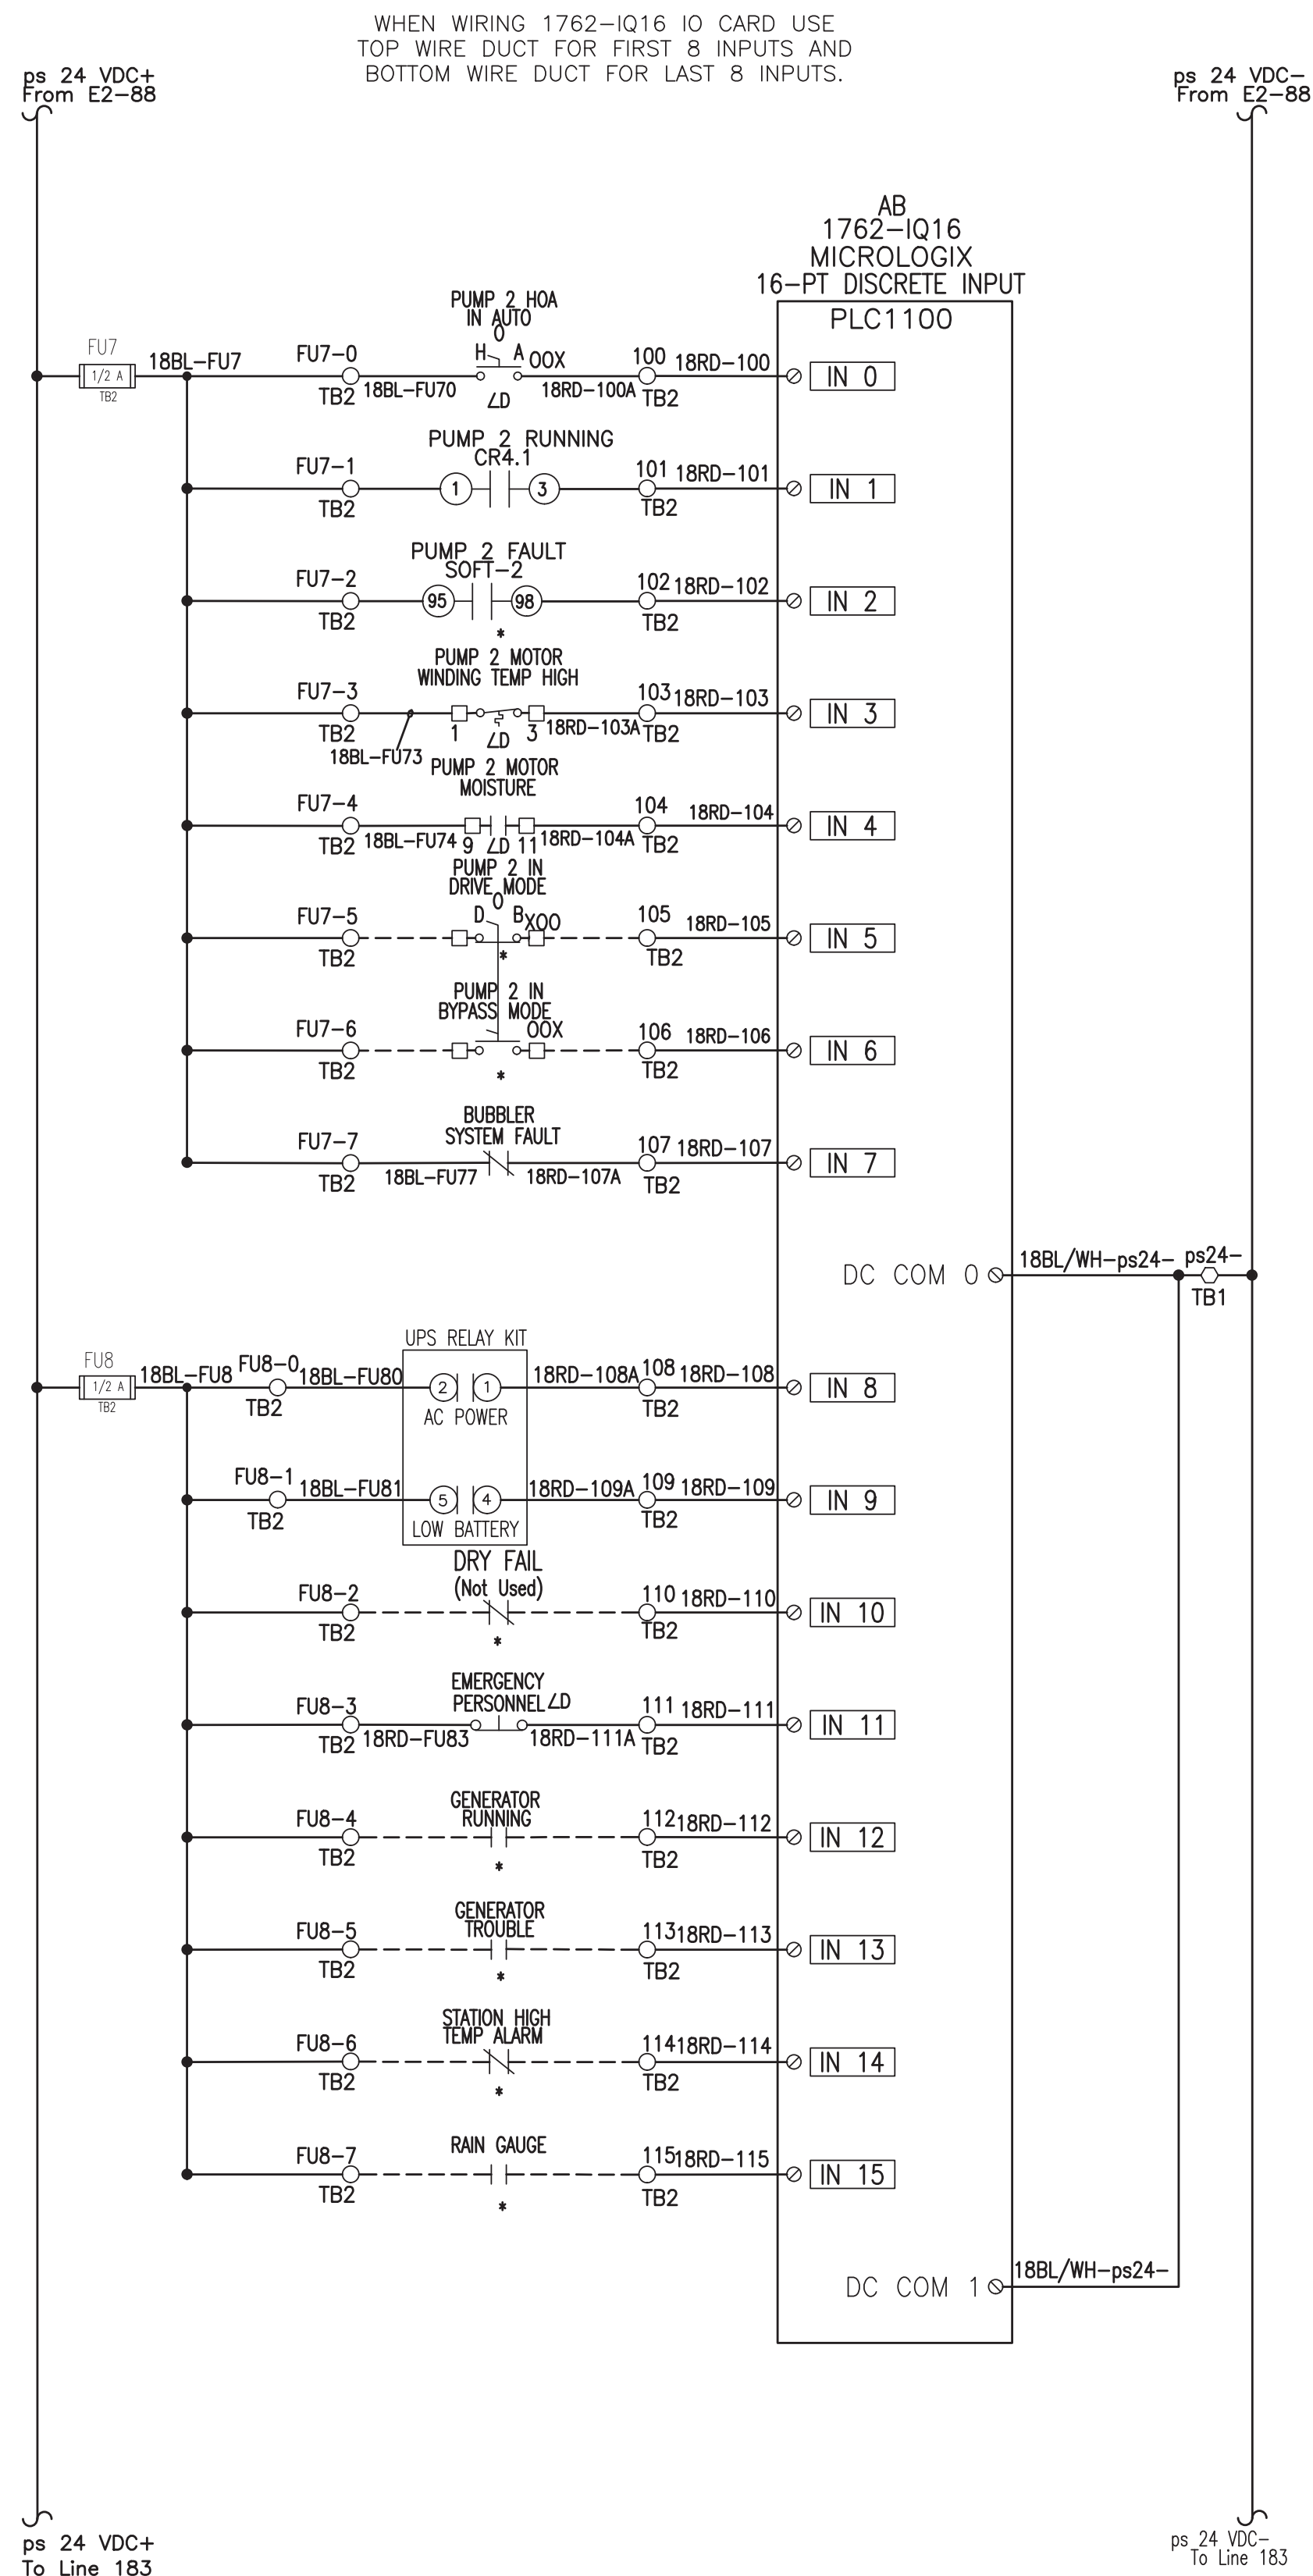 WHEN WIRING 1762-IQ16 IO CARD USE
TOP WIRE DUCT FOR FIRST 8 INPUTS AND
BOTTOM WIRE DUCT FOR LAST 8 INPUTS.
ps 24 VDC+
From E2-88
ps 24 VDC-
From E2-88
AB
1762-IQ16
MICROLOGIX
16-PT DISCRETE INPUT
PLC1100
PUMP 2 HOA
IN AUTO
O
H A OOX
FU7
1/2 A
TB2
18BL-FU7
FU7-0
TB2
18BL-FU70
∠D
18RD-100A
100
TB2
18RD-100
IN 0
PUMP 2 RUNNING
CR4.1
FU7-1
TB2
1
3
101
TB2
18RD-101
IN 1
PUMP 2 FAULT
SOFT-2
FU7-2
TB2
95
98
*
102
TB2
18RD-102
IN 2
PUMP 2 MOTOR
WINDING TEMP HIGH
FU7-3
TB2
18BL-FU73
1
∠D
3
18RD-103A
103
TB2
18RD-103
IN 3
PUMP 2 MOTOR
MOISTURE
FU7-4
TB2
18BL-FU74
9
∠D
11
18RD-104A
104
TB2
18RD-104
IN 4
PUMP 2 IN
DRIVE MODE
O
D B XOO
FU7-5
TB2
*
105
TB2
18RD-105
IN 5
PUMP 2 IN
BYPASS MODE
OOX
FU7-6
TB2
*
106
TB2
18RD-106
IN 6
BUBBLER
SYSTEM FAULT
FU7-7
TB2
18BL-FU77
18RD-107A
107
TB2
18RD-107
IN 7
DC COM 0
18BL/WH-ps24-
ps24-
TB1
UPS RELAY KIT
FU8
1/2 A
TB2
18BL-FU8
FU8-0
TB2
18BL-FU80
2
1
AC POWER
18RD-108A
108
TB2
18RD-108
IN 8
FU8-1
TB2
18BL-FU81
5
4
LOW BATTERY
18RD-109A
109
TB2
18RD-109
IN 9
DRY FAIL
(Not Used)
FU8-2
TB2
*
110
TB2
18RD-110
IN 10
EMERGENCY
PERSONNEL ∠D
FU8-3
TB2
18RD-FU83
18RD-111A
111
TB2
18RD-111
IN 11
GENERATOR
RUNNING
FU8-4
TB2
*
112
TB2
18RD-112
IN 12
GENERATOR
TROUBLE
FU8-5
TB2
*
113
TB2
18RD-113
IN 13
STATION HIGH
TEMP ALARM
FU8-6
TB2
*
114
TB2
18RD-114
IN 14
RAIN GAUGE
FU8-7
TB2
*
115
TB2
18RD-115
IN 15
DC COM 1
18BL/WH-ps24-
ps 24 VDC+
To Line 183
ps 24 VDC-
To Line 183